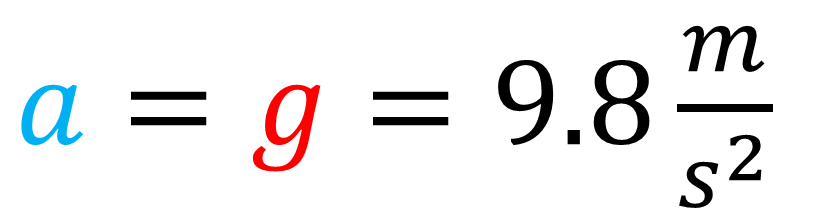 a = g = 9.8 m/s²